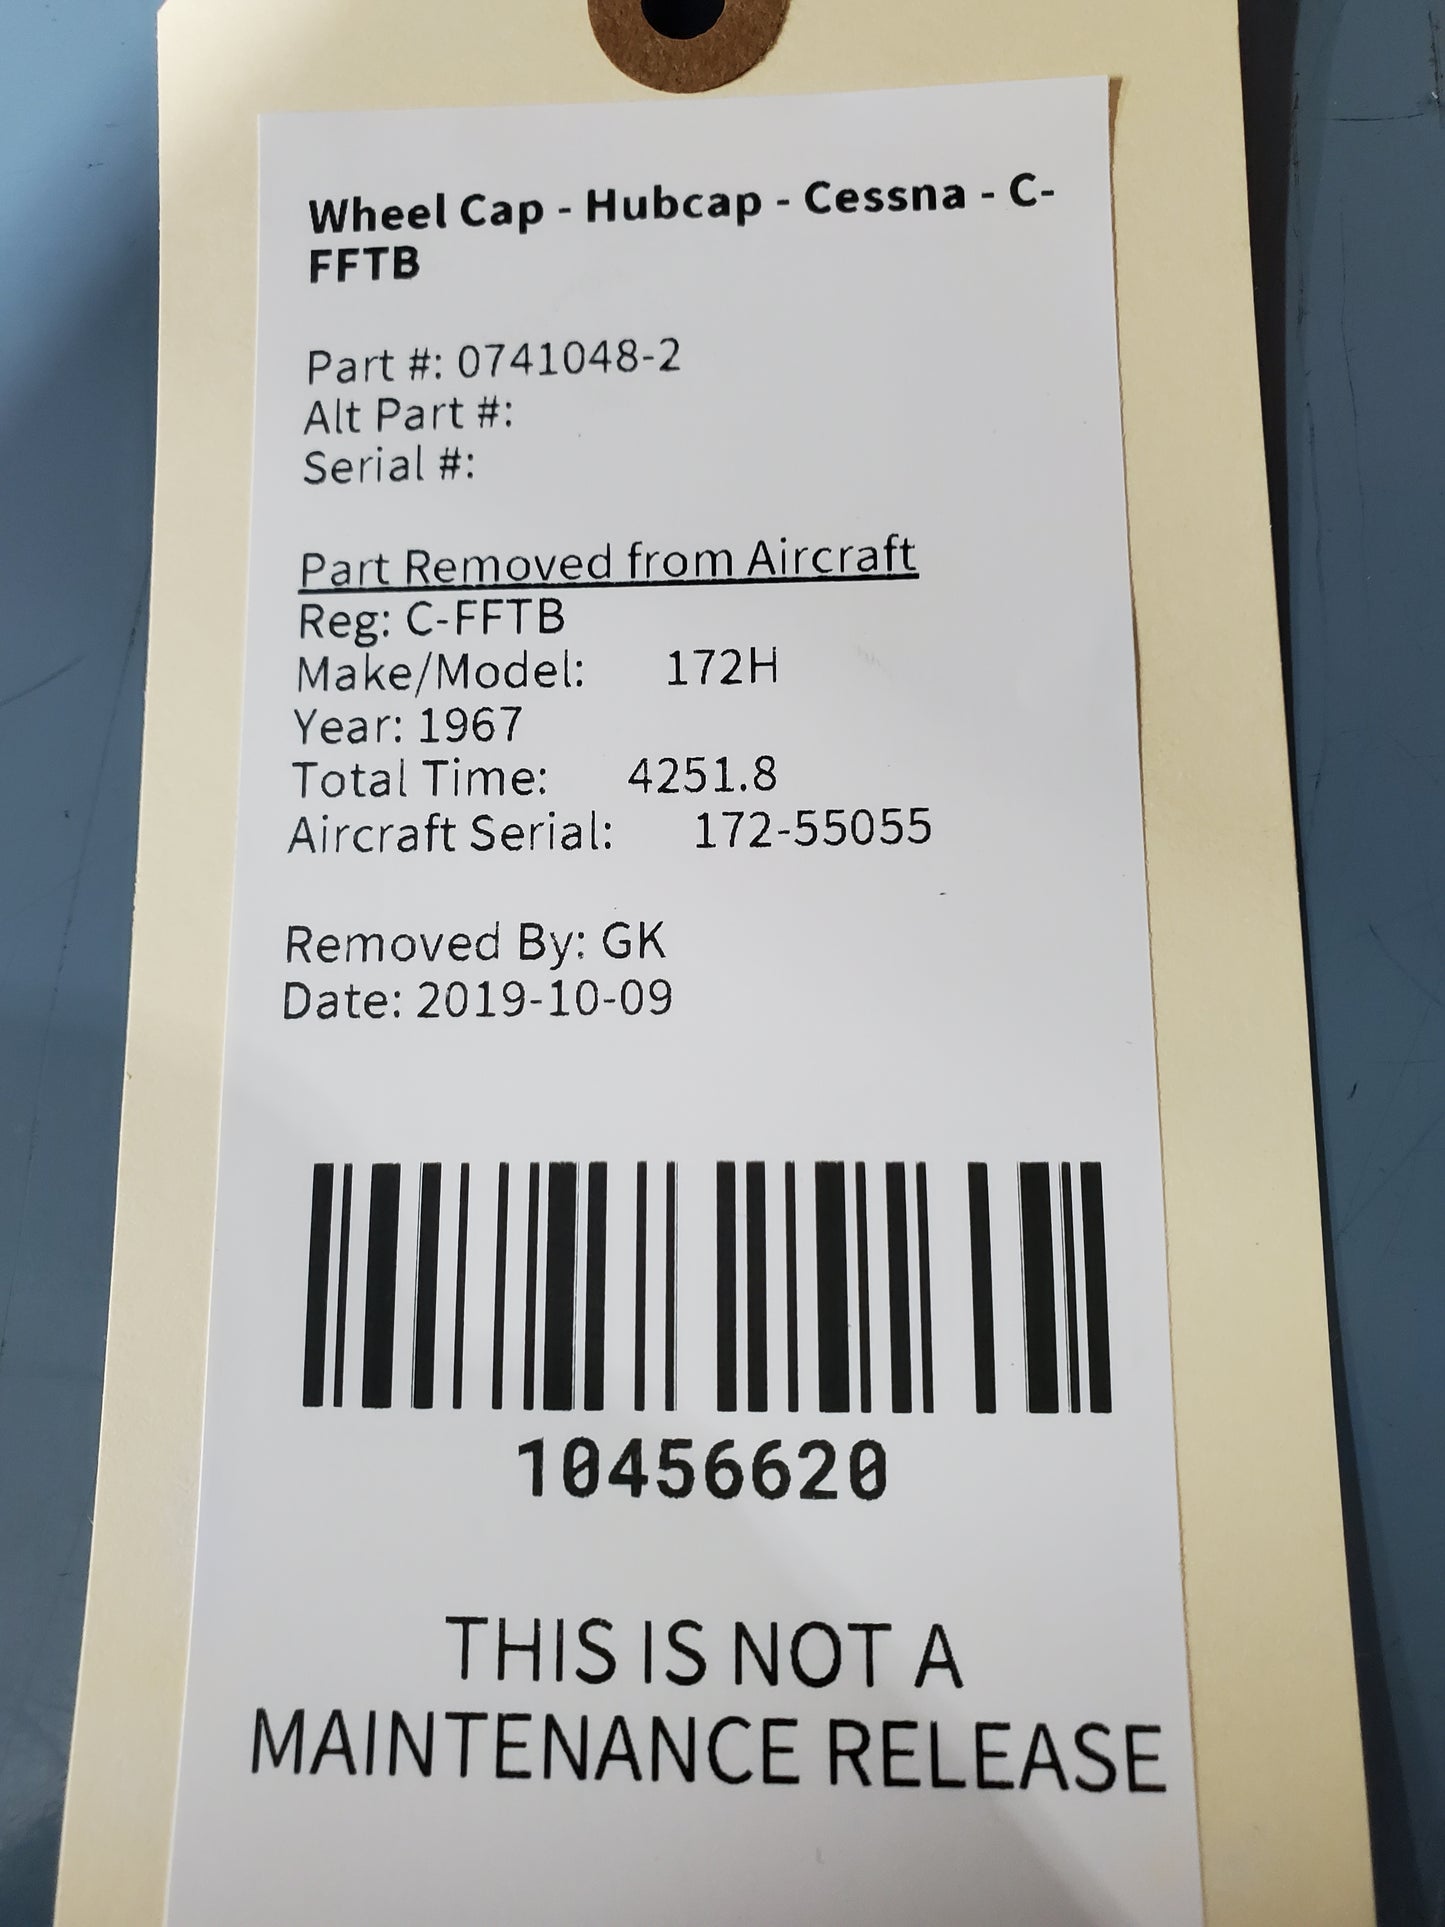 Wheel Cap - Hubcap - Cessna - C-
FFTB
Part #: 0741048-2
Alt Part #:
Serial #:
Part Removed from Aircraft
Reg: C-FFTB
Make/Model: 172H
Year: 1967
Total Time: 4251.8
Aircraft Serial: 172-55055
Removed By: GK
Date: 2019-10-09
10456620
THIS IS NOT A
MAINTENANCE RELEASE